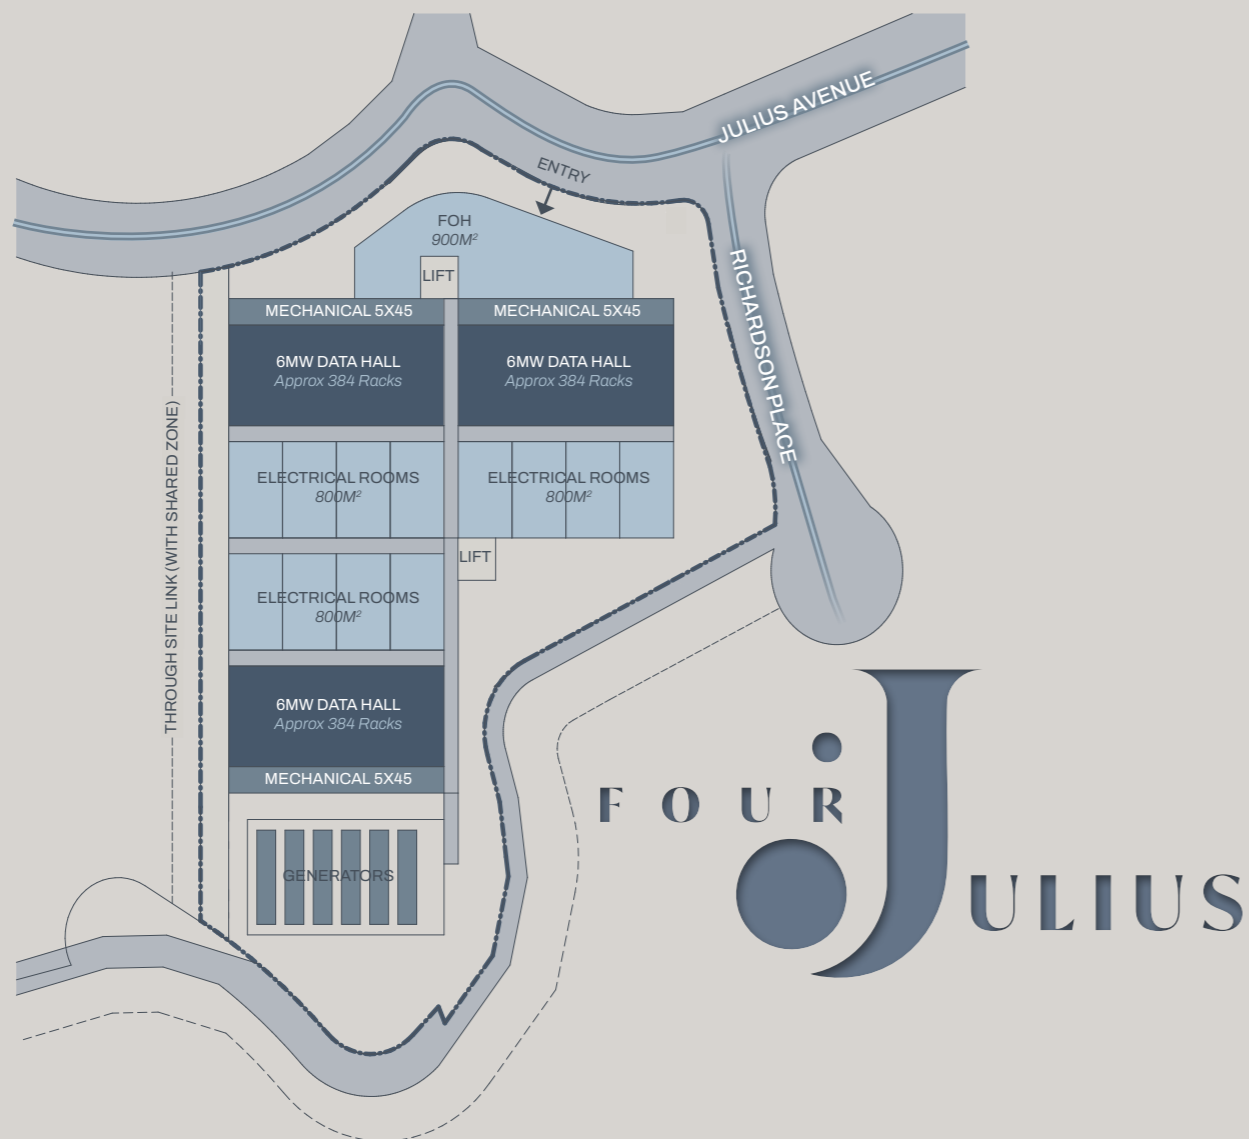 JULIUS AVENUE
ENTRY
FOH
900M²
LIFT
RICHARDSON PLACE
MECHANICAL 5X45
MECHANICAL 5X45
6MW DATA HALL
Approx 384 Racks
6MW DATA HALL
Approx 384 Racks
THROUGH SITE LINK (WITH SHARED ZONE)
ELECTRICAL ROOMS
800M²
ELECTRICAL ROOMS
800M²
LIFT
ELECTRICAL ROOMS
800M²
6MW DATA HALL
Approx 384 Racks
MECHANICAL 5X45
GENERATORS
FOUR
JULIUS